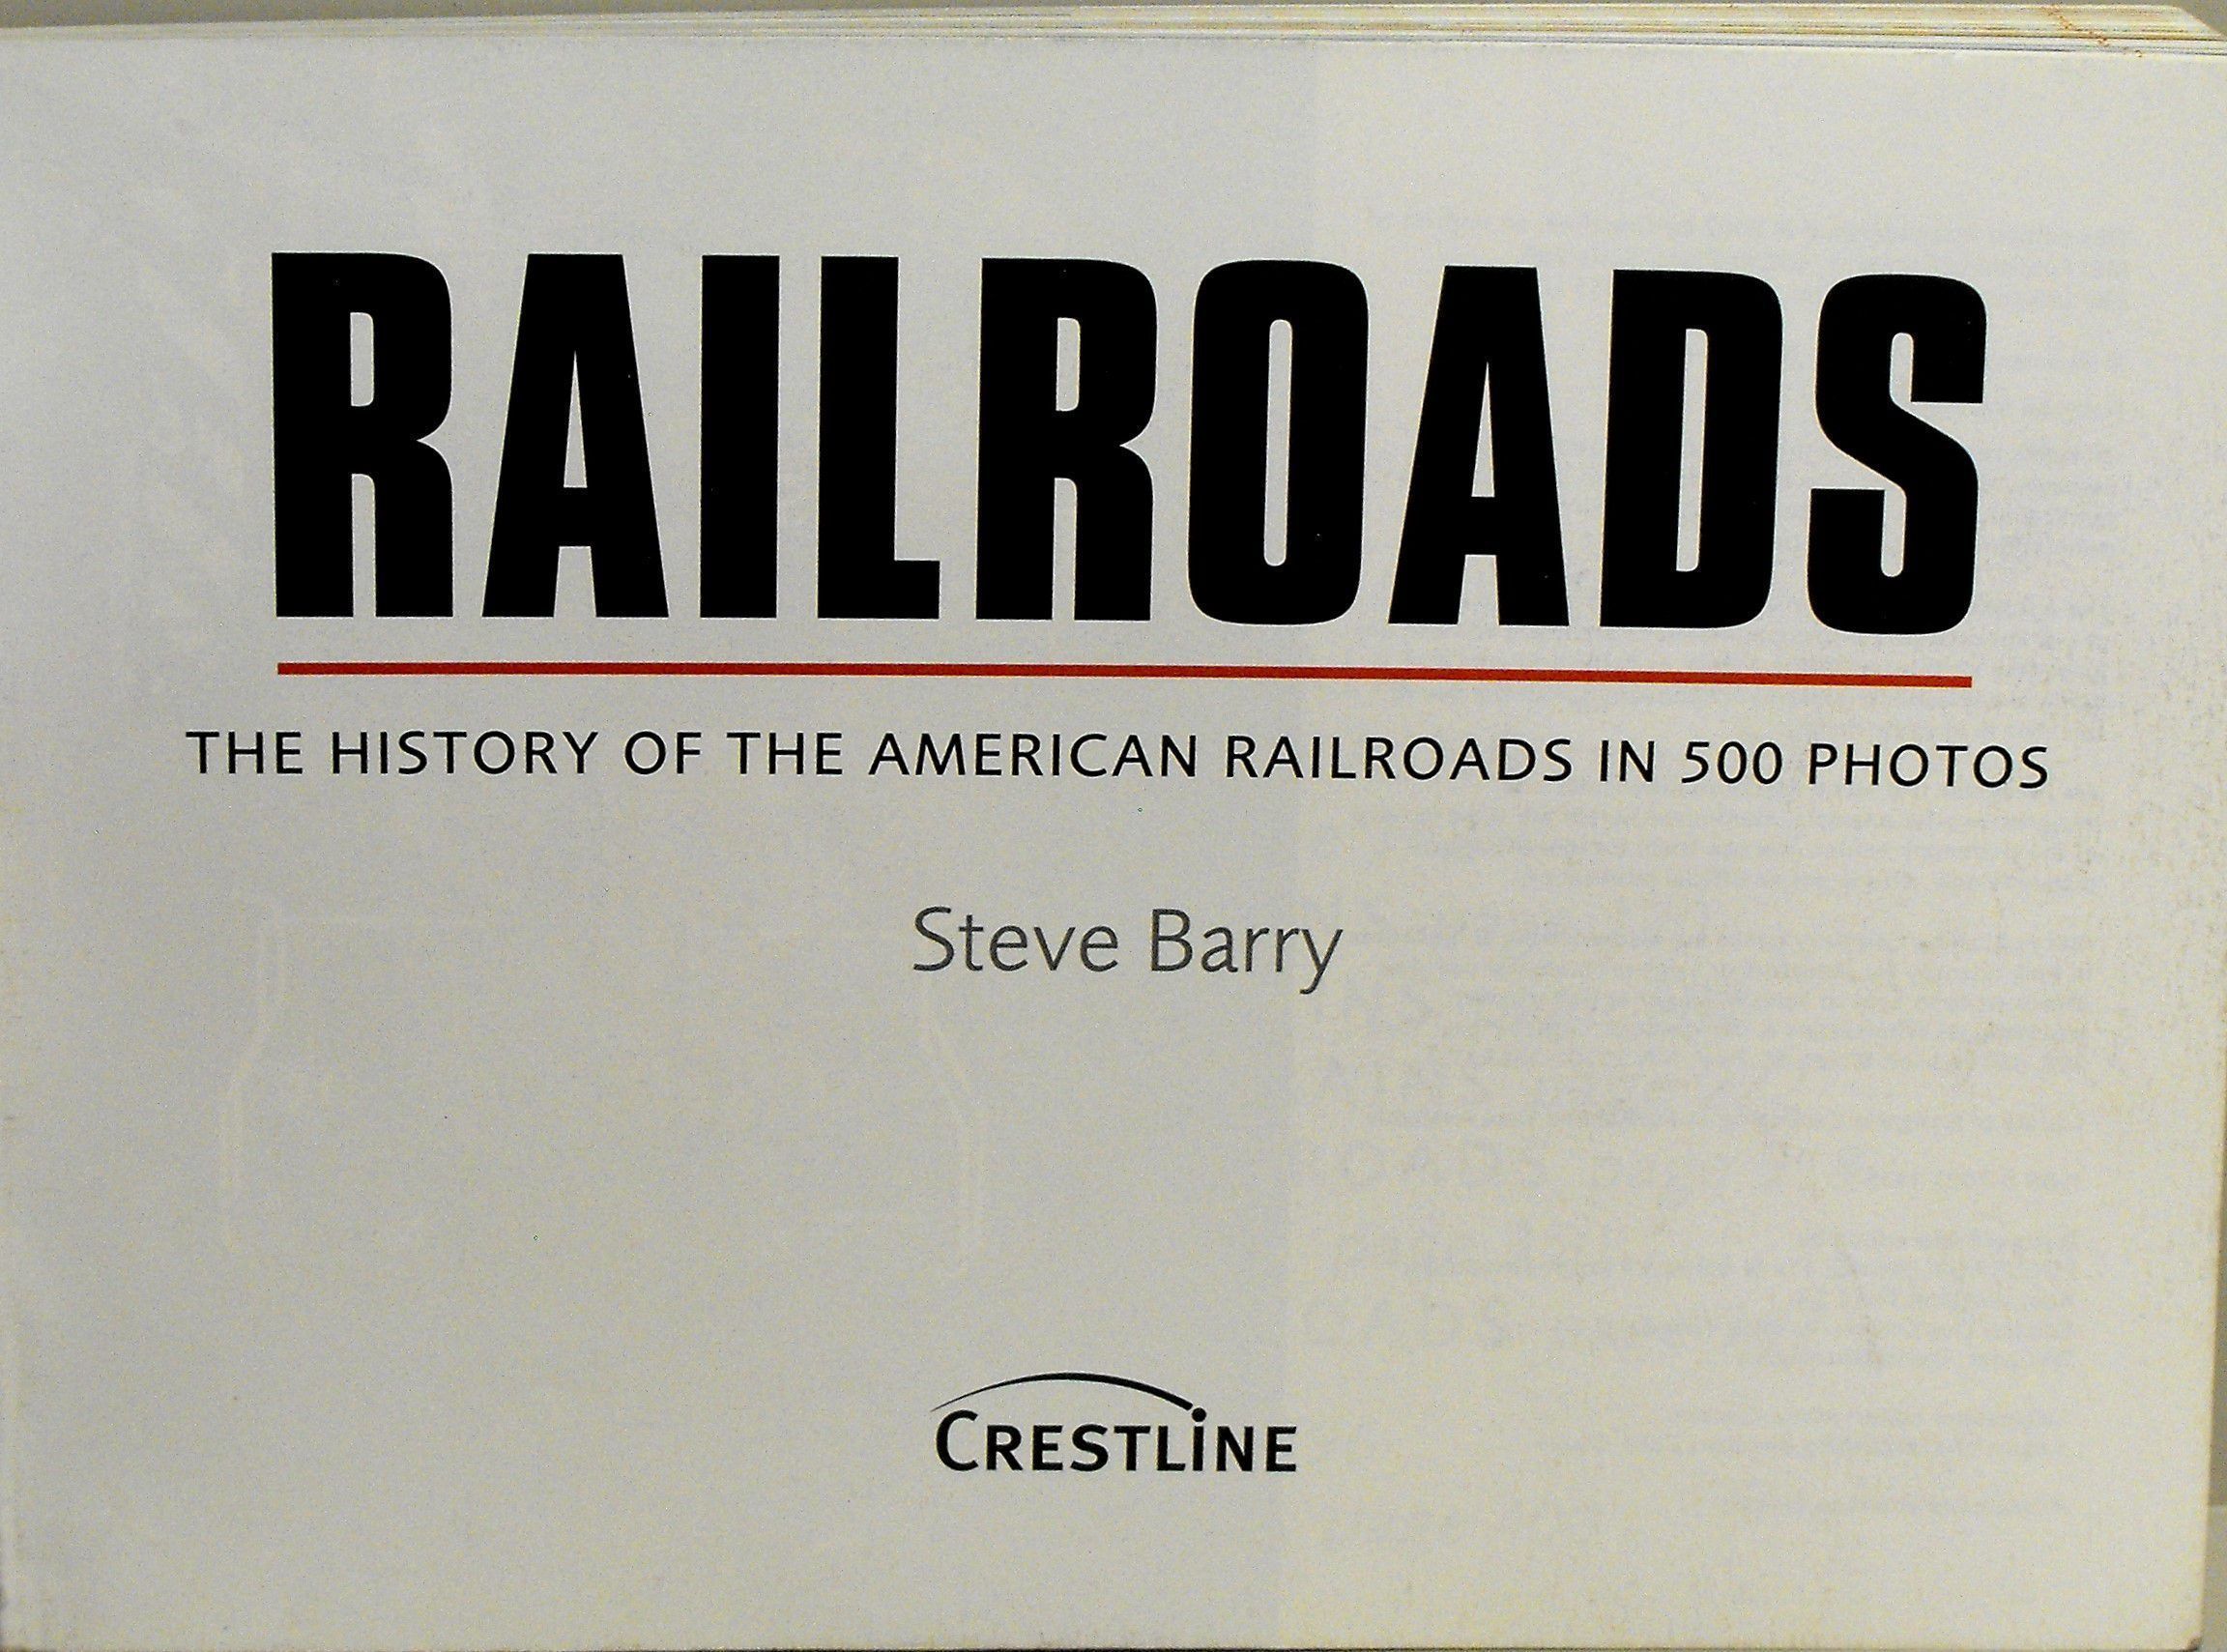 RAILROADS
THE HISTORY OF THE AMERICAN RAILROADS IN 500 PHOTOS
Steve Barry
CRESTLINE